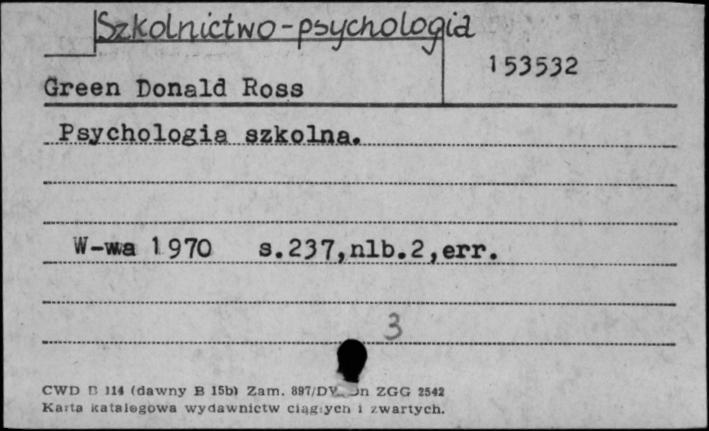 Szkolnictwo-psychologia
153532
Green Donald Ross
Psychologia szkolna.
W-wa 1970 s.237,nlb.2,err.
3
CWD B 114 (dawny B 15b) Zam. 897/DV ZGG 2542
Karta katalogowa wydawnictw ciągłych i zwartych.